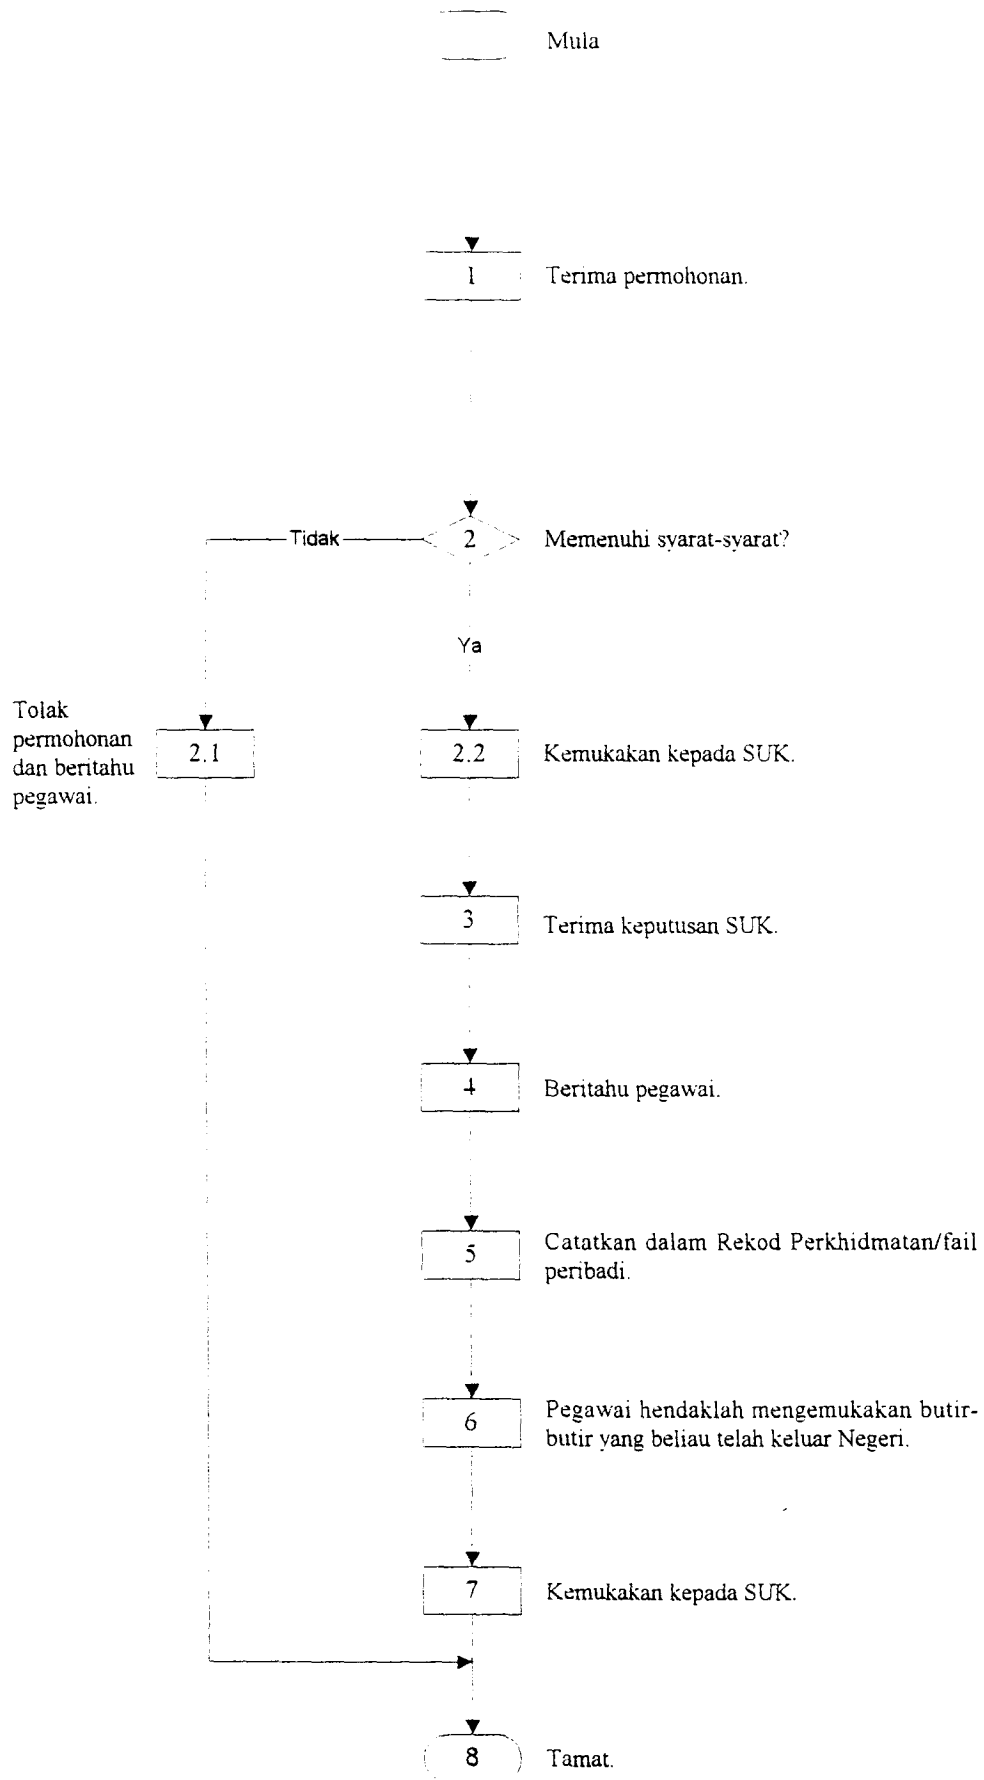 Mula
1
Terima permohonan.
Tidak
2
Memenuhi syarat-syarat?
Ya
Tolak
permohonan
dan beritahu
pegawai.
2.1
2.2
Kemukakan kepada SUK.
3
Terima keputusan SUK.
4
Beritahu pegawai.
5
Catatkan dalam Rekod Perkhidmatan/fail
peribadi.
6
Pegawai hendaklah mengemukakan butir-
butir yang beliau telah keluar Negeri.
7
Kemukakan kepada SUK.
8
Tamat.